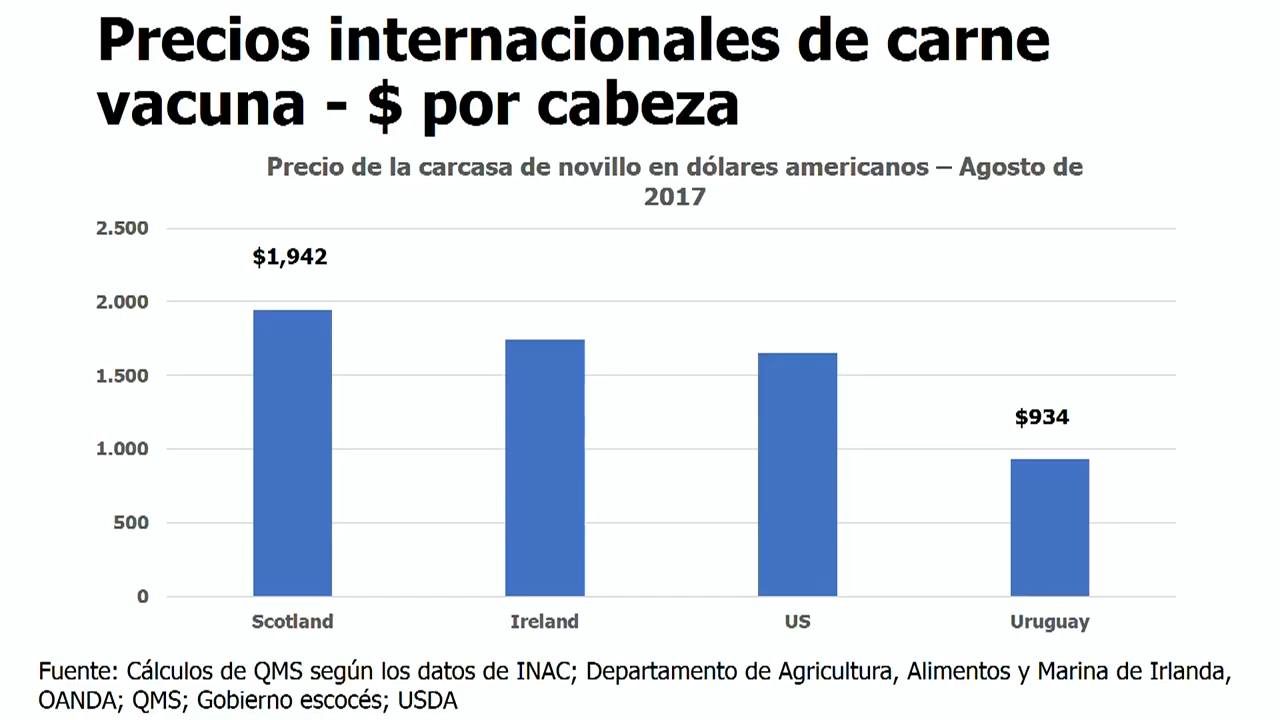 Precios internacionales de carne
vacuna - $ por cabeza
Precio de la carcasa de novillo en dólares americanos – Agosto de
2017
2.500
$1,942
2.000
1.500
$934
1.000
500
0
Scotland Ireland US Uruguay
Fuente: Cálculos de QMS según los datos de INAC; Departamento de Agricultura, Alimentos y Marina de Irlanda,
OANDA; QMS; Gobierno escocés; USDA